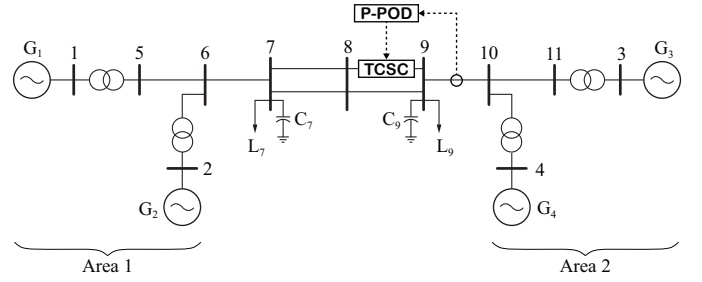 P-POD
G₁ 1 5 6 7 8 9 10 11 3 G₃
TCSC
C₇ C₉
L₇ L₉
2 4
G₂ G₄
Area 1 Area 2